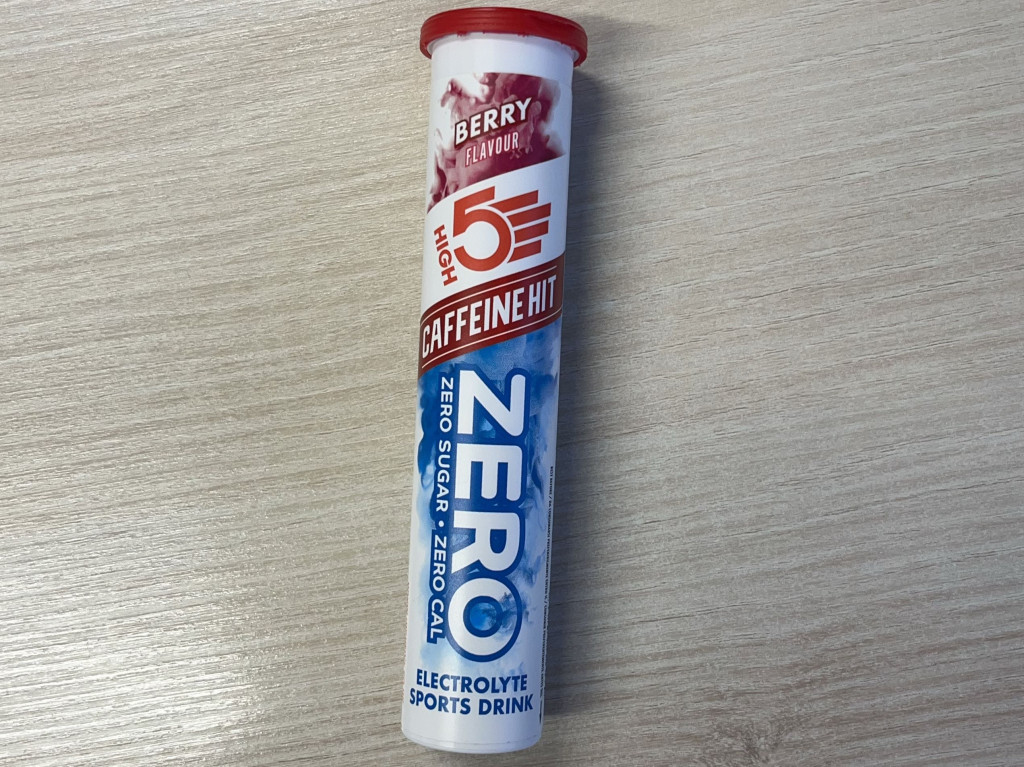 BERRY
FLAVOUR
HIGH 5
CAFFEINE HIT
ZERO
ZERO SUGAR • ZERO CAL
ELECTROLYTE
SPORTS DRINK